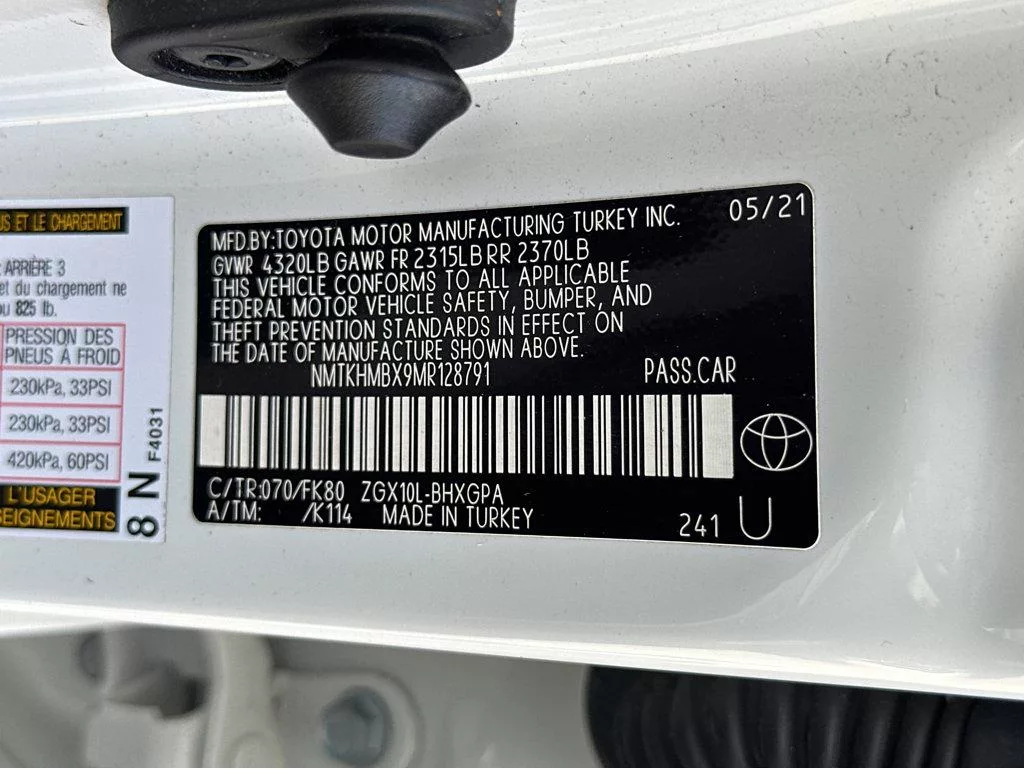 US ET LE CHARGEMENT
ARRIÈRE 3
et du chargement ne
ou 825 lb.
PRESSION DES
PNEUS À FROID
230kPa, 33PSI
230kPa, 33PSI
420kPa, 60PSI
L'USAGER
SEIGNEMENTS
8 N
F4031
MFD.BY:TOYOTA MOTOR MANUFACTURING TURKEY INC. 05/21
GVWR 4320LB GAWR FR 2315LB RR 2370LB
THIS VEHICLE CONFORMS TO ALL APPLICABLE
FEDERAL MOTOR VEHICLE SAFETY, BUMPER, AND
THEFT PREVENTION STANDARDS IN EFFECT ON
THE DATE OF MANUFACTURE SHOWN ABOVE.
NMTKHMBX9MR128791 PASS.CAR
C/TR:070/FK80 ZGX10L-BHXGPA
A/TM: /K114 MADE IN TURKEY
241 U